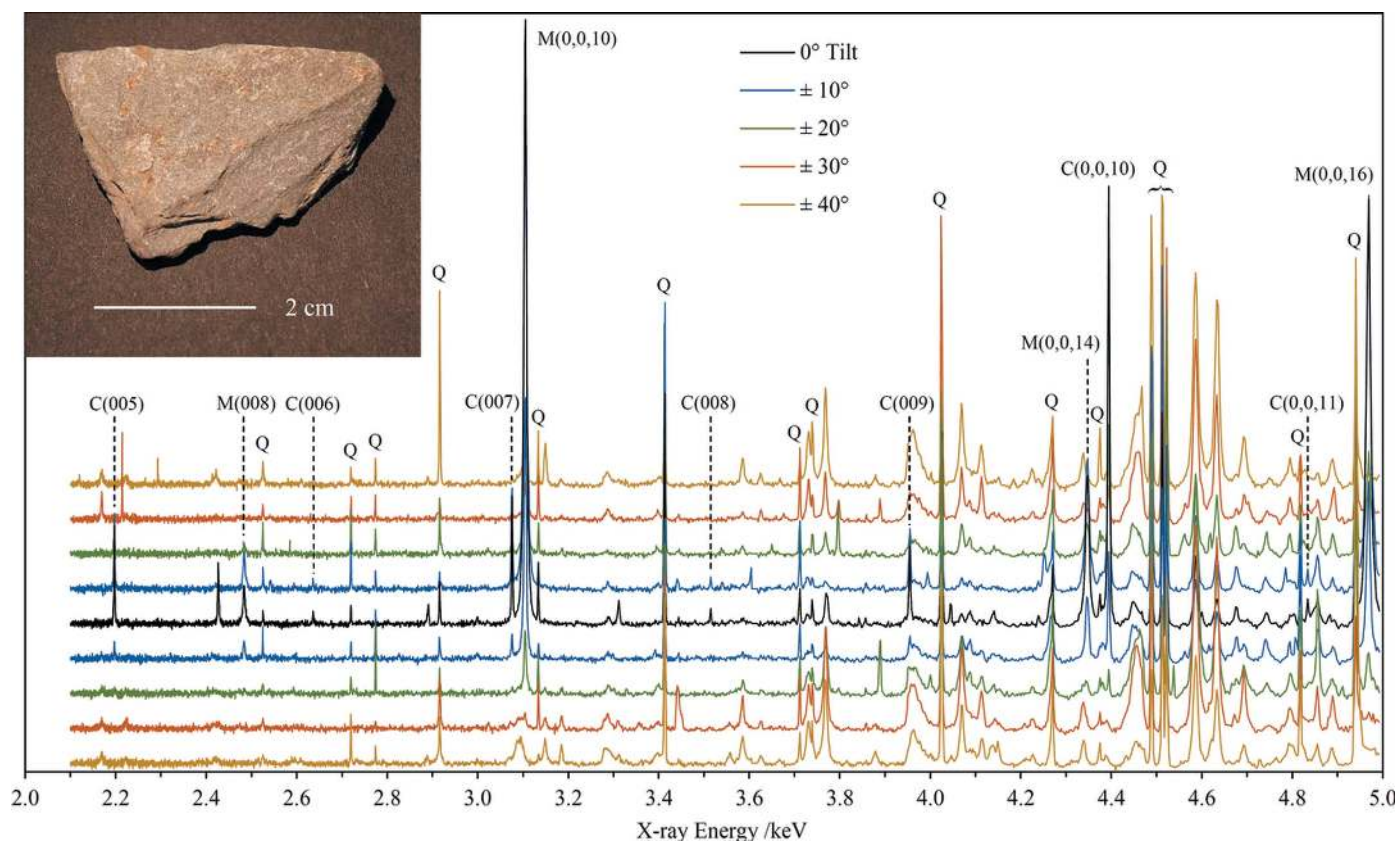 M(0,0,10)
0° Tilt
± 10°
± 20°
± 30°
± 40°
2 cm
C(0,0,10)
Q
M(0,0,16)
Q
Q
Q
Q
M(0,0,14)
C(005)
M(008)
C(006)
C(007)
C(008)
C(009)
C(0,0,11)
Q
Q
Q
Q
Q
Q
Q
Q
Q
2.0
2.2
2.4
2.6
2.8
3.0
3.2
3.4
3.6
3.8
4.0
4.2
4.4
4.6
4.8
5.0
X-ray Energy /keV